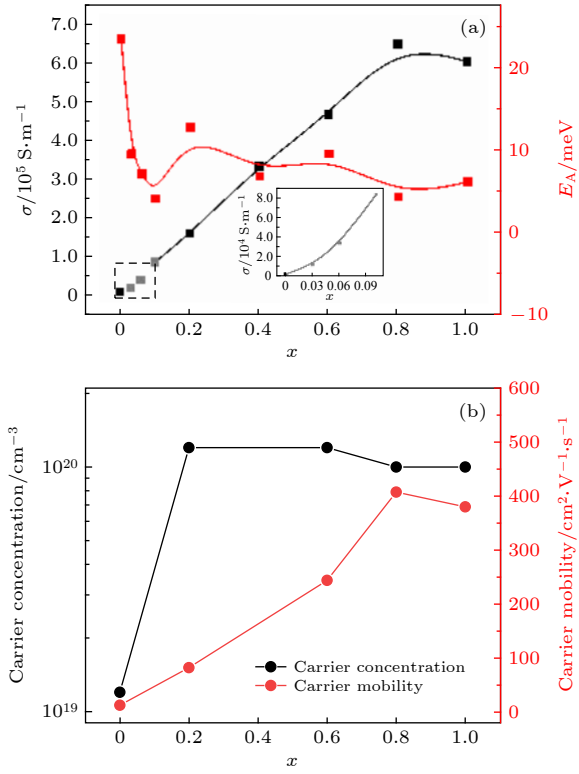 (a)
7.0
6.0
5.0
4.0
3.0
2.0
1.0
0
σ/10⁵ S·m⁻¹
20
10
0
−10
E_A/meV
8
6
4
2
0
σ/10⁴ S·m⁻¹
0 0.03 0.06 0.09
x
0 0.2 0.4 0.6 0.8 1.0
x
(b)
10²⁰
10¹⁹
Carrier concentration/cm⁻³
600
500
400
300
200
100
0
Carrier mobility/cm²·V⁻¹·s⁻¹
Carrier concentration
Carrier mobility
0 0.2 0.4 0.6 0.8 1.0
x